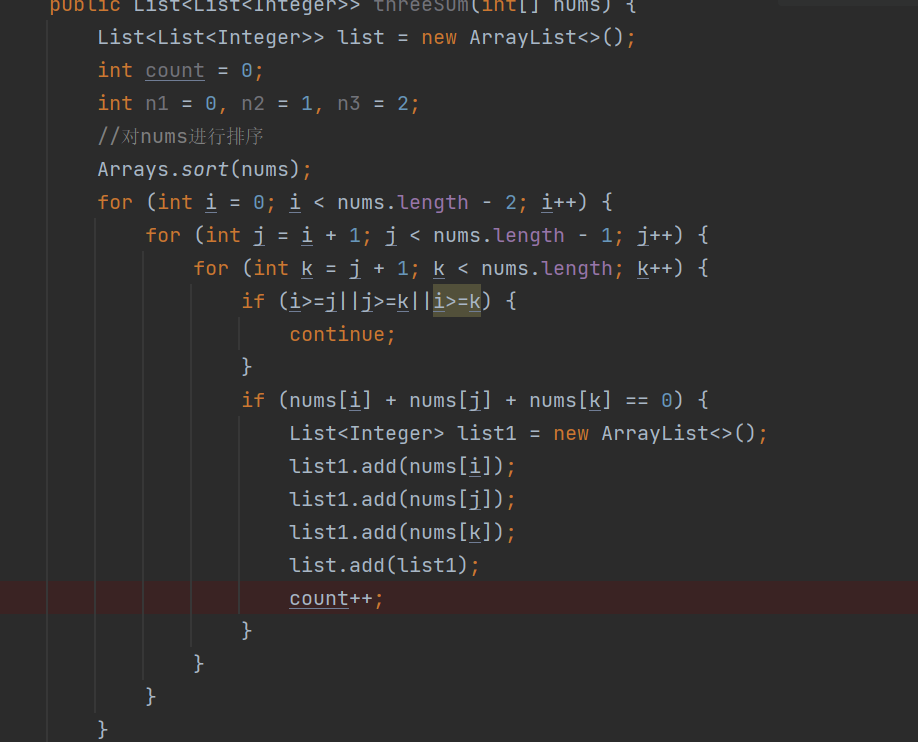 public List<List<Integer>> threeSum(int[] nums) {
List<List<Integer>> list = new ArrayList<>();
int count = 0;
int n1 = 0, n2 = 1, n3 = 2;
//对nums进行排序
Arrays.sort(nums);
for (int i = 0; i < nums.length - 2; i++) {
for (int j = i + 1; j < nums.length - 1; j++) {
for (int k = j + 1; k < nums.length; k++) {
if (i>=j||j>=k||i>=k) {
continue;
}
if (nums[i] + nums[j] + nums[k] == 0) {
List<Integer> list1 = new ArrayList<>();
list1.add(nums[i]);
list1.add(nums[j]);
list1.add(nums[k]);
list.add(list1);
count++;
}
}
}
}